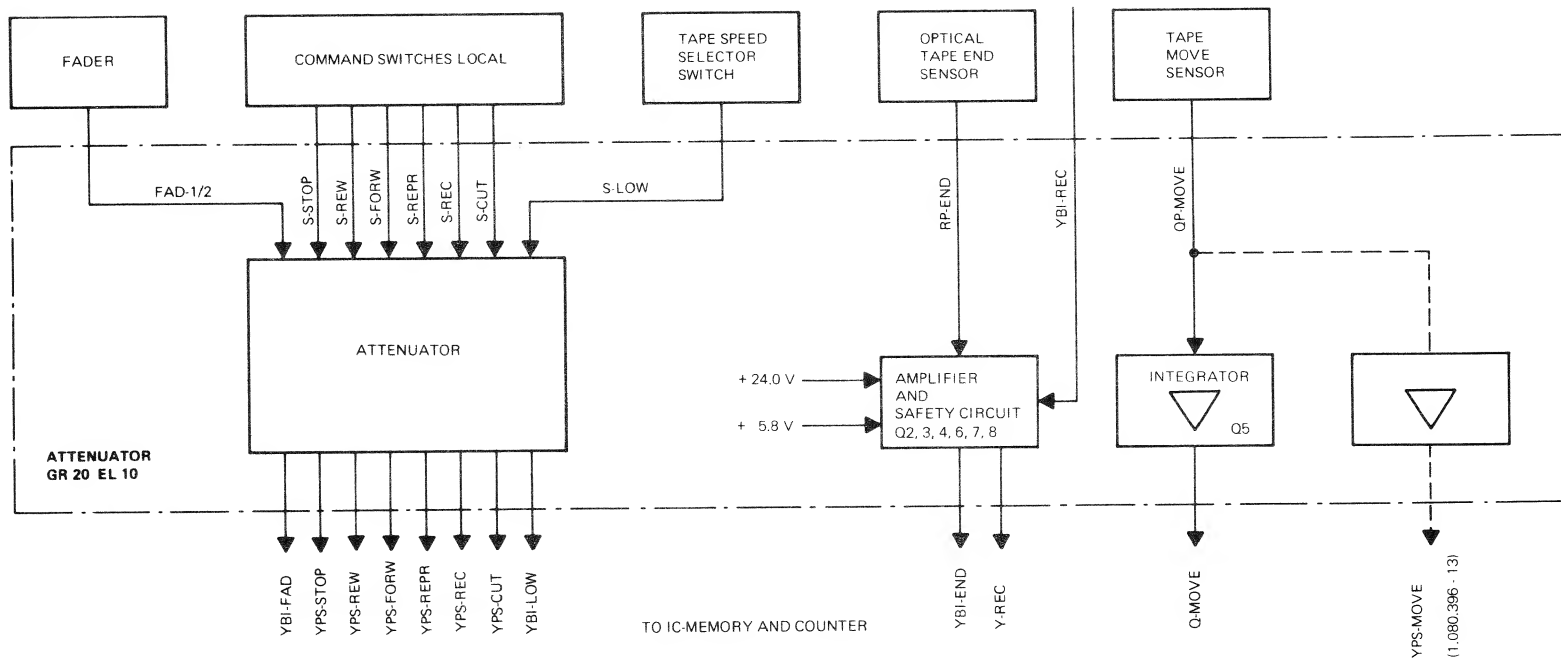 FADER
COMMAND SWITCHES LOCAL
TAPE SPEED
SELECTOR
SWITCH
OPTICAL
TAPE END
SENSOR
TAPE
MOVE
SENSOR
FAD-1/2
S-STOP
S-REW
S-FORW
S-REPR
S-REC
S-CUT
S-LOW
RP-END
YBI-REC
QP-MOVE
ATTENUATOR
+ 24.0 V
+ 5.8 V
AMPLIFIER
AND
SAFETY CIRCUIT
Q2, 3, 4, 6, 7, 8
INTEGRATOR
Q5
ATTENUATOR
GR 20 EL 10
YBI-FAD
YPS-STOP
YPS-REW
YPS-FORW
YPS-REPR
YPS-REC
YPS-CUT
YBI-LOW
TO IC-MEMORY AND COUNTER
YBI-END
Y-REC
Q-MOVE
YPS-MOVE
(1.080.396 - 13)